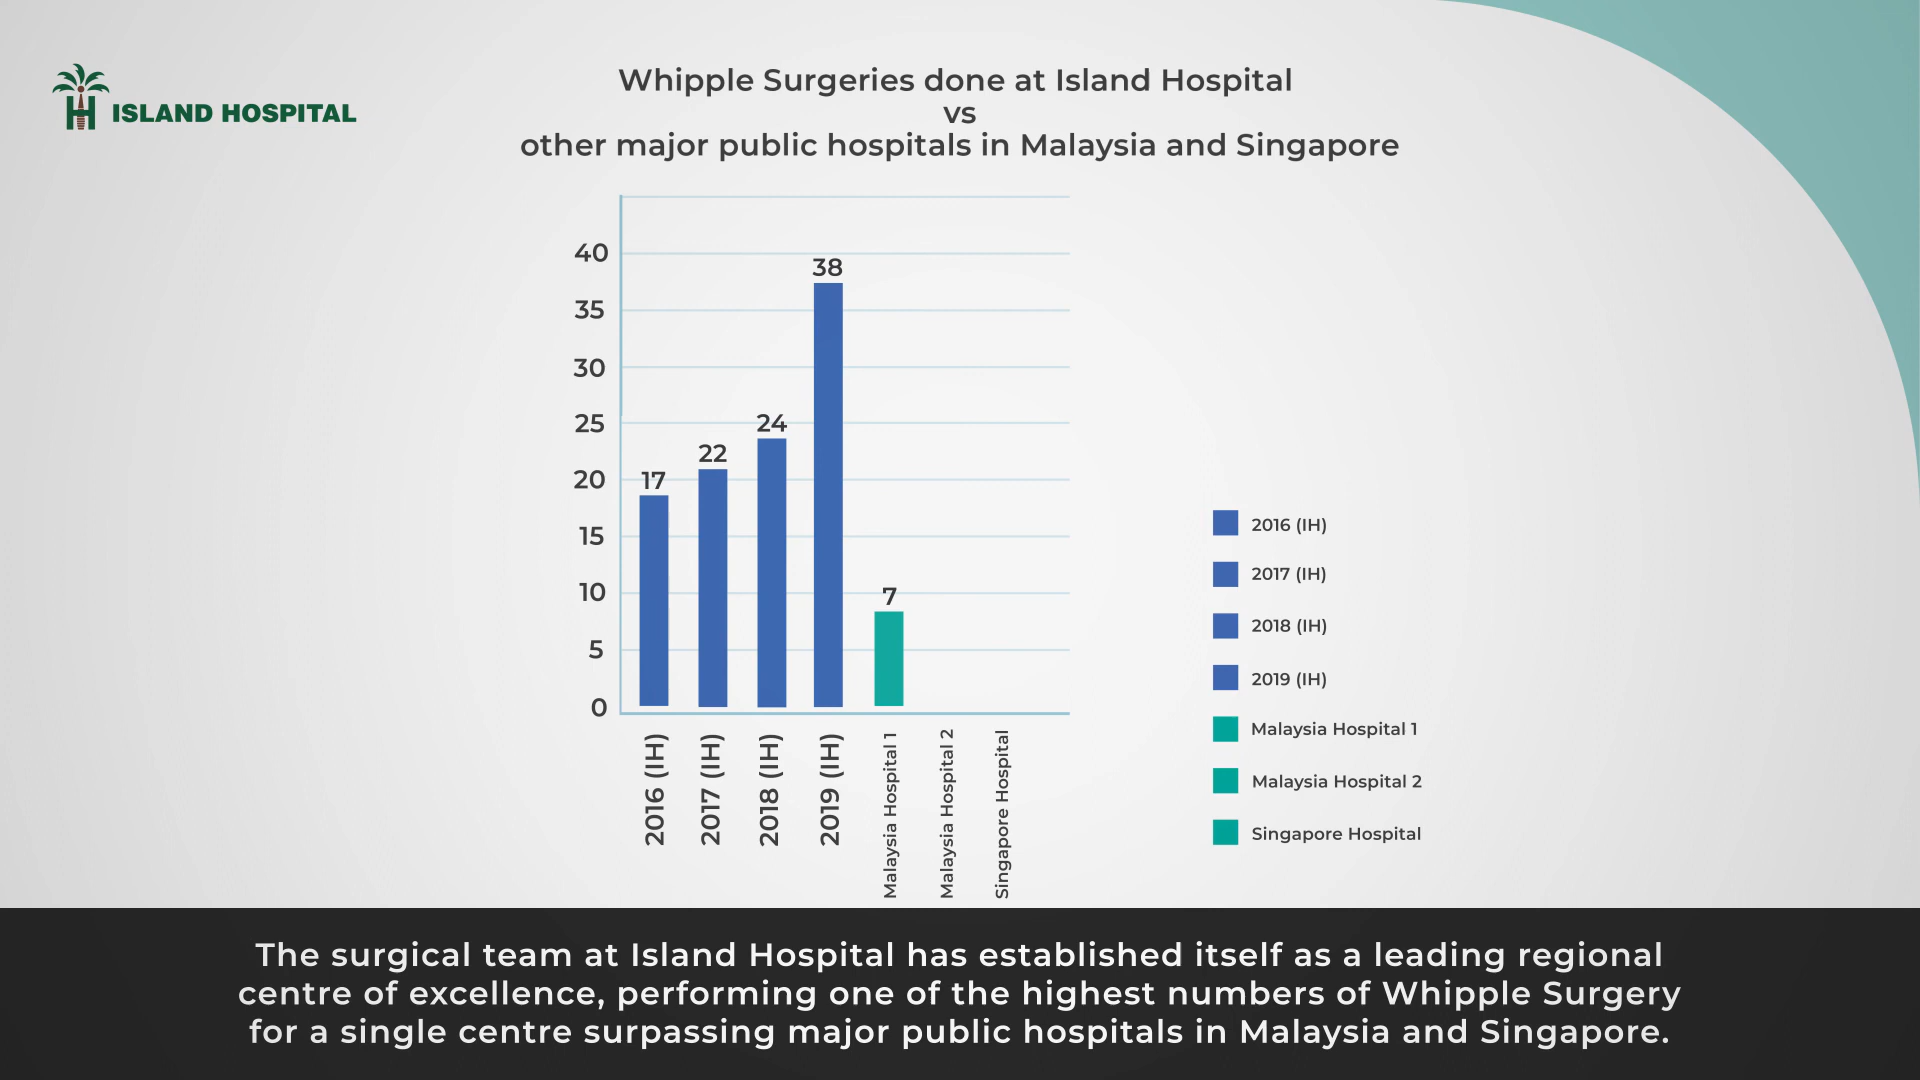 ISLAND HOSPITAL
Whipple Surgeries done at Island Hospital
vs
other major public hospitals in Malaysia and Singapore
40
35
30
25
20
15
10
5
0
17
22
24
38
7
2016 (IH)
2017 (IH)
2018 (IH)
2019 (IH)
Malaysia Hospital 1
Malaysia Hospital 2
Singapore Hospital
2016 (IH)
2017 (IH)
2018 (IH)
2019 (IH)
Malaysia Hospital 1
Malaysia Hospital 2
Singapore Hospital
The surgical team at Island Hospital has established itself as a leading regional
centre of excellence, performing one of the highest numbers of Whipple Surgery
for a single centre surpassing major public hospitals in Malaysia and Singapore.